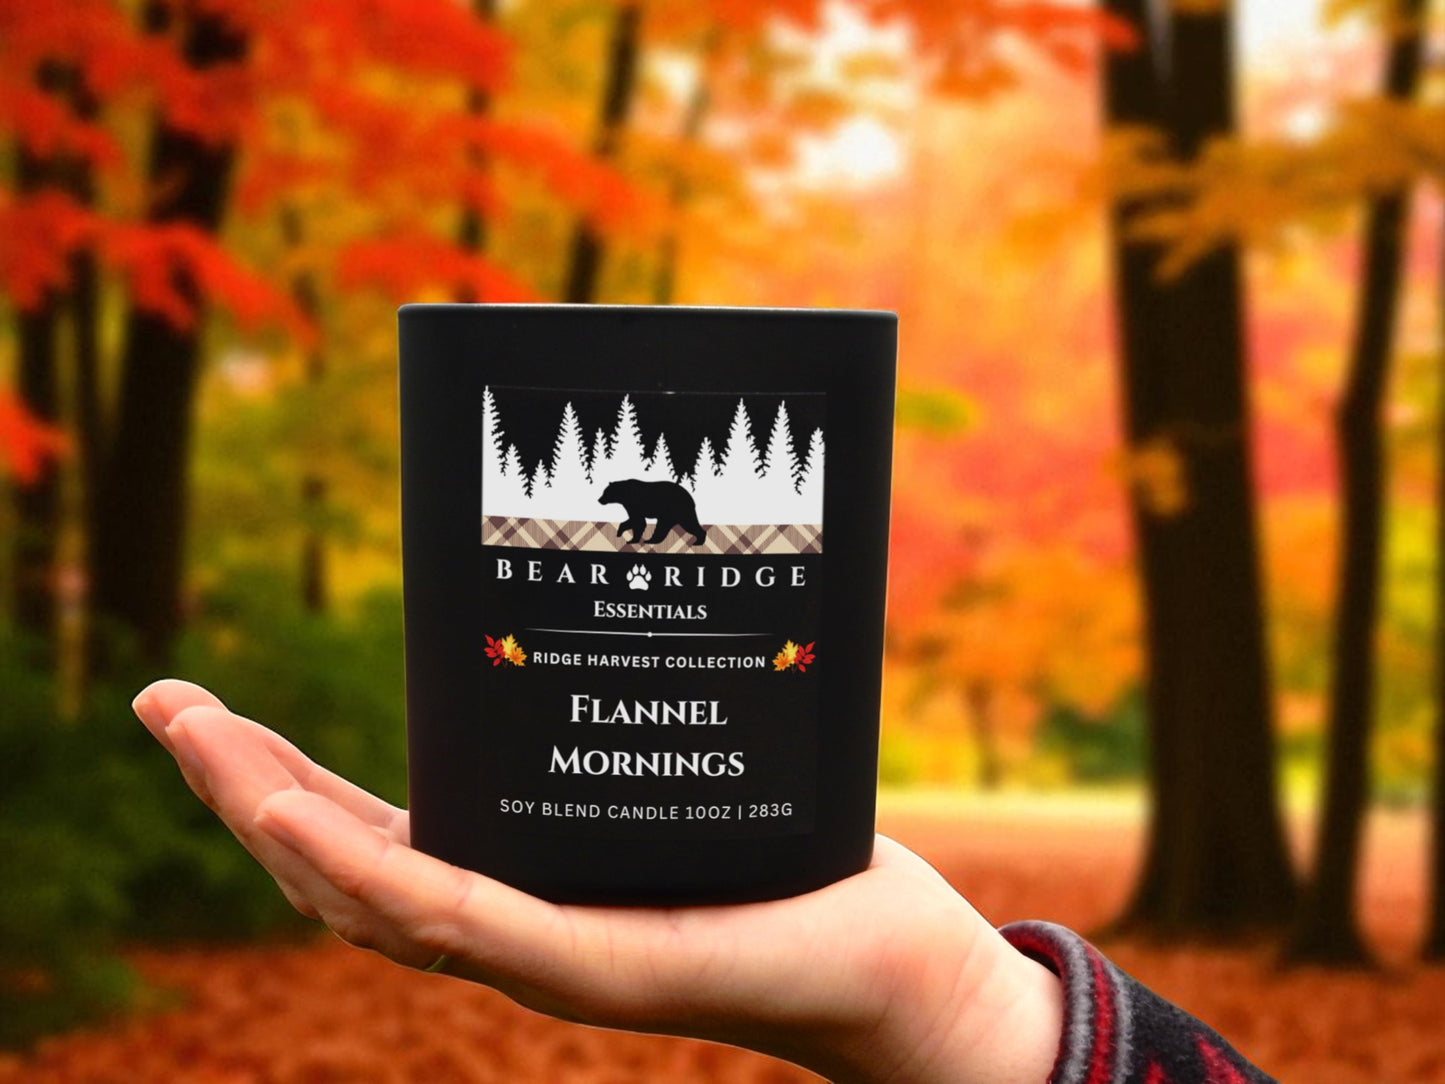 BEAR RIDGE
ESSENTIALS
RIDGE HARVEST COLLECTION
FLANNEL
MORNINGS
SOY BLEND CANDLE 10OZ | 283G